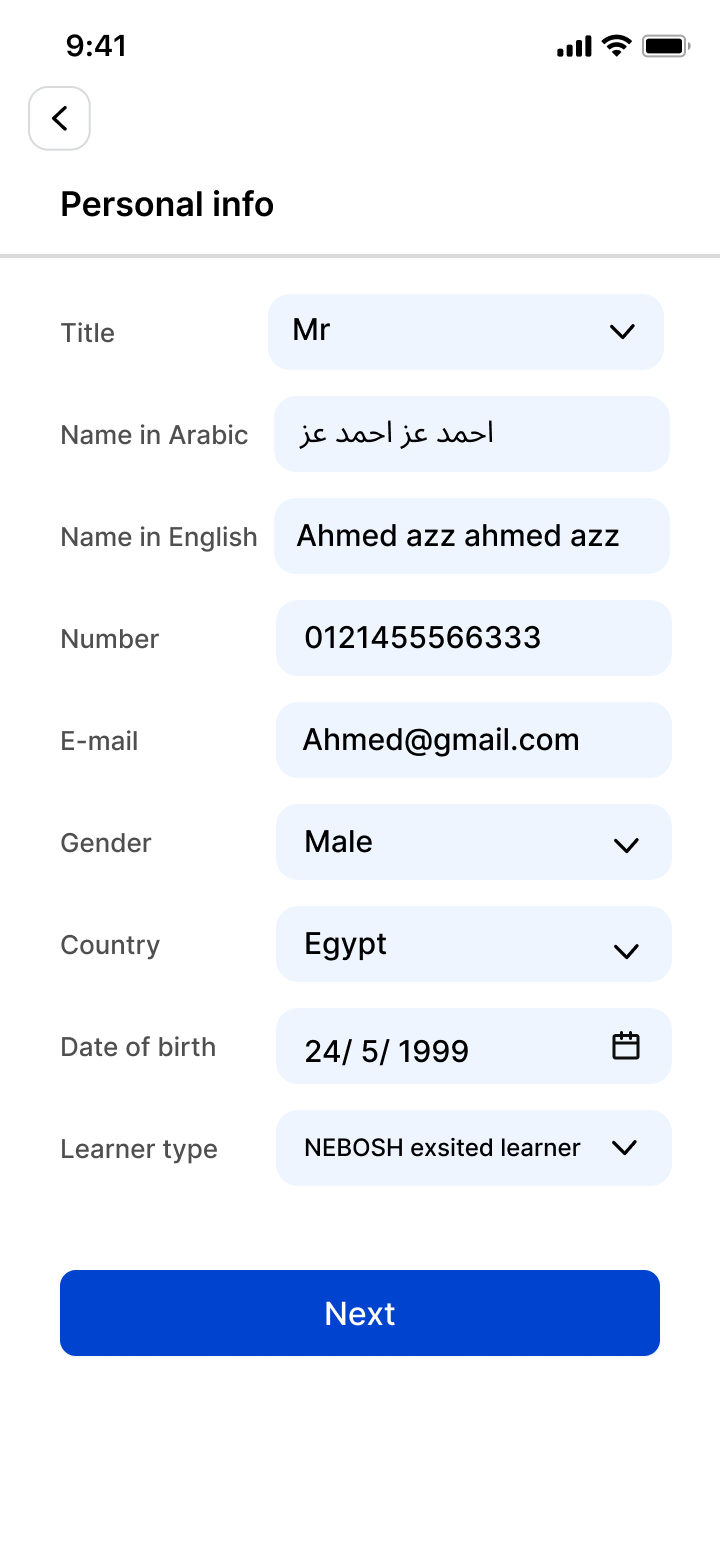 9:41
Personal info
Title
Mr
Name in Arabic
احمد عز احمد عز
Name in English
Ahmed azz ahmed azz
Number
0121455566333
E-mail
Ahmed@gmail.com
Gender
Male
Country
Egypt
Date of birth
24/ 5/ 1999
Learner type
NEBOSH exsited learner
Next